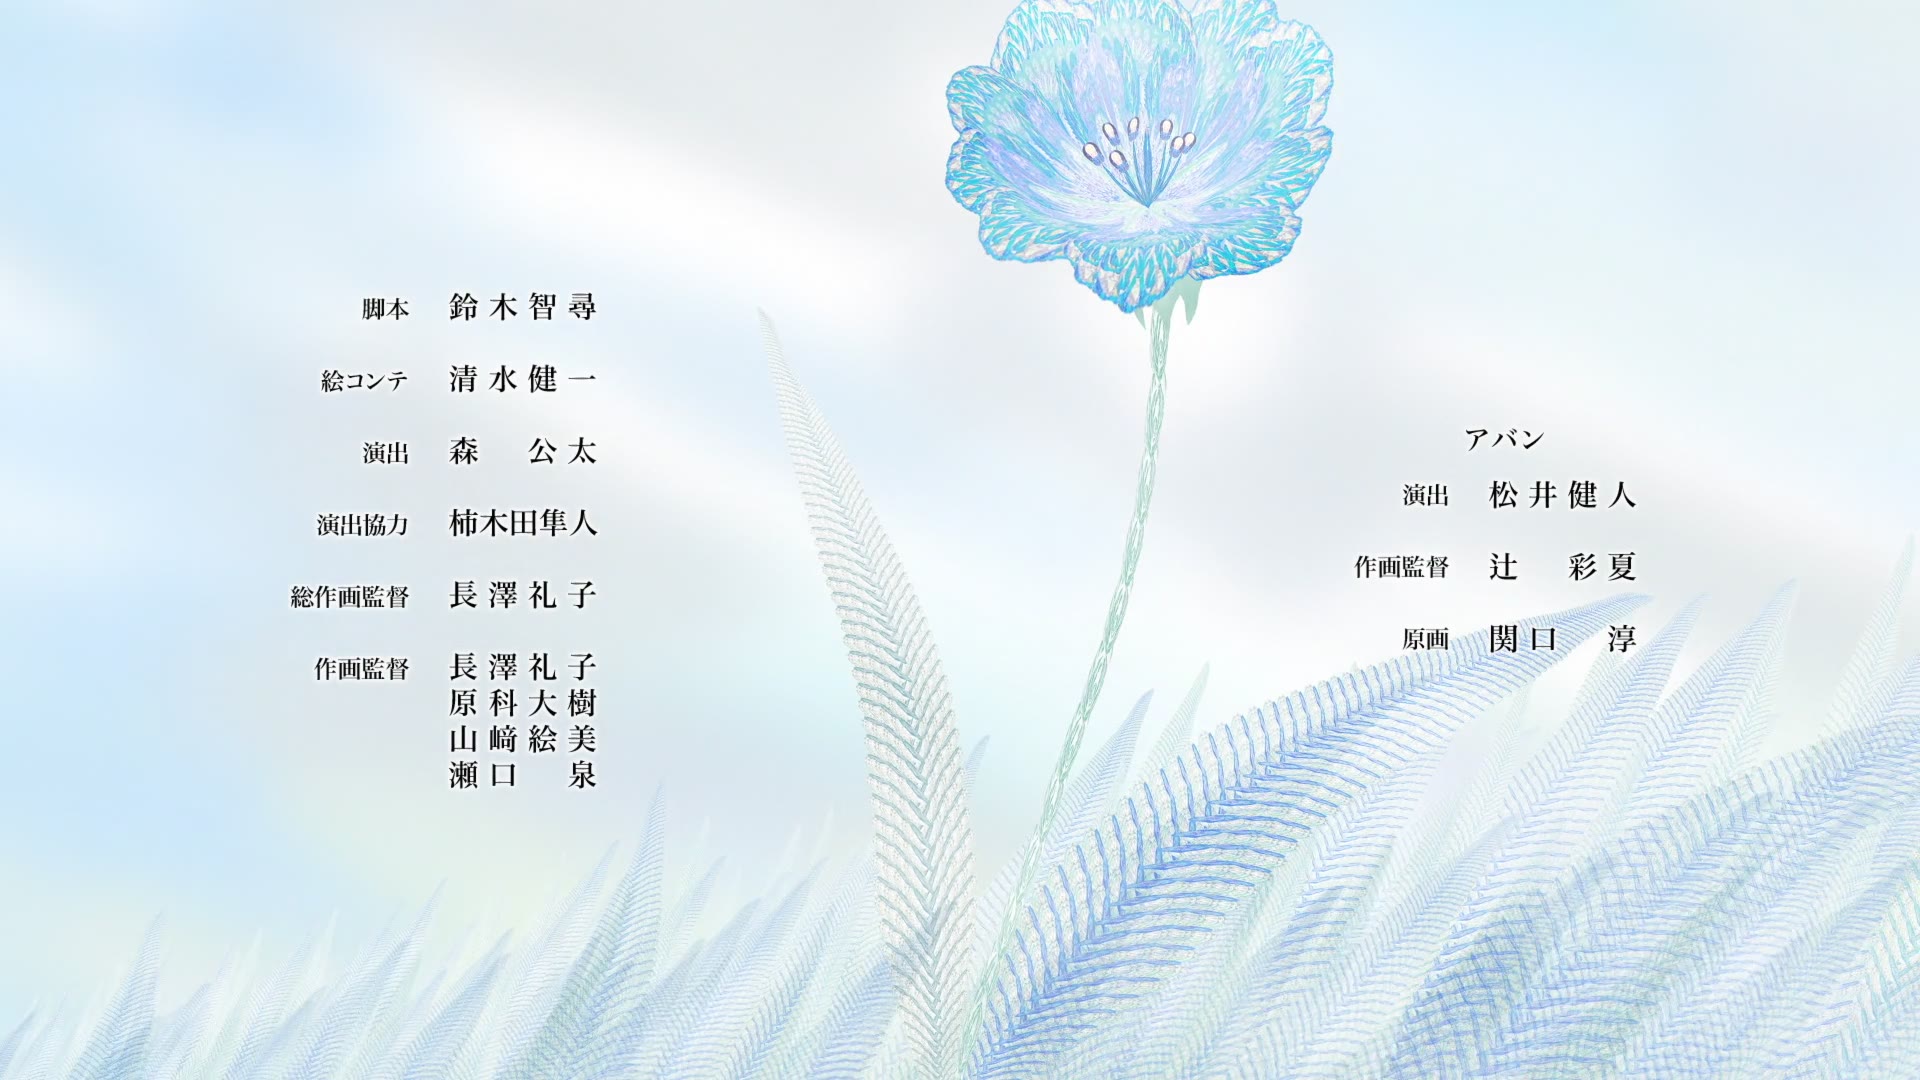 脚本 鈴木智尋
絵コンテ 清水健一
演出 森 公太
演出協力 柿木田隼人
総作画監督 長澤礼子
作画監督 長澤礼子
原科大樹
山﨑絵美
瀬口 泉
アバン
演出 松井健人
作画監督 辻 彩夏
原画 関口 淳